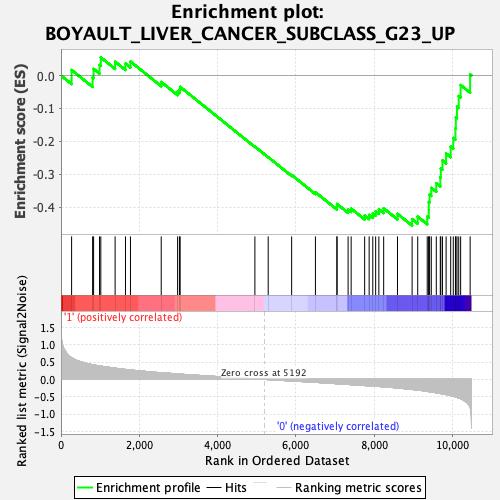 Enrichment plot:
BOYAULT_LIVER_CANCER_SUBCLASS_G23_UP
Enrichment score (ES)
0.0
-0.1
-0.2
-0.3
-0.4
'1' (positively correlated)
Ranked list metric (Signal2Noise)
1.5
1.0
0.5
0.0
-0.5
-1.0
-1.5
Zero cross at 5192
'0' (negatively correlated)
0
2,000
4,000
6,000
8,000
10,000
Rank in Ordered Dataset
Enrichment profile
Hits
Ranking metric scores